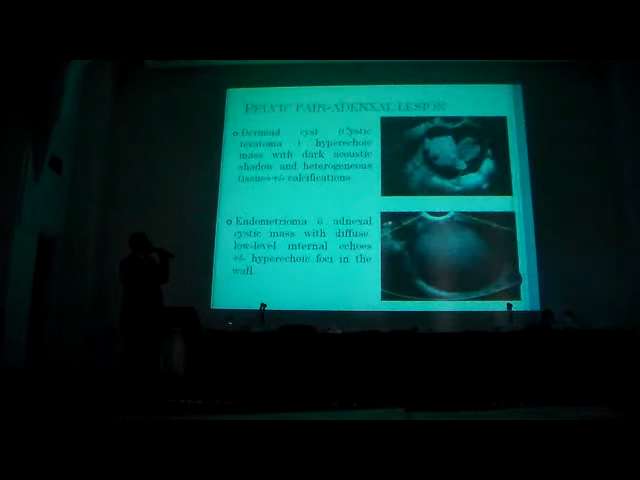 PELVIC PAIN-ADENXAL LESION
Dermoid cyst (Cystic
teratoma ) hyperechoic
mass with dark acoustic
shadow and heterogeneous
tissues +/- calcifications
Endometrioma ò adnexal
cystic mass with diffuse
low-level internal echoes
+/- hyperechoic foci in the
wall.